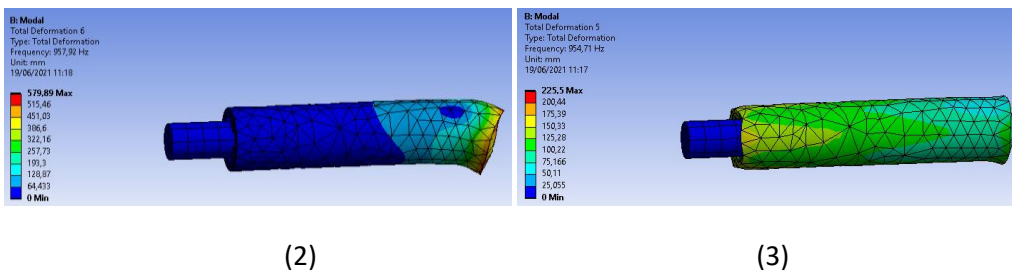 B: Modal
Total Deformation 6
Type: Total Deformation
Frequency: 957,92 Hz
Unit: mm
19/06/2021 11:18
579,89 Max
515,46
451,03
386,6
322,16
257,73
193,3
128,87
64,433
0 Min
B: Modal
Total Deformation 5
Type: Total Deformation
Frequency: 954,71 Hz
Unit: mm
19/06/2021 11:17
225,5 Max
200,44
175,39
150,33
125,28
100,22
75,166
50,11
25,055
0 Min
(2)
(3)